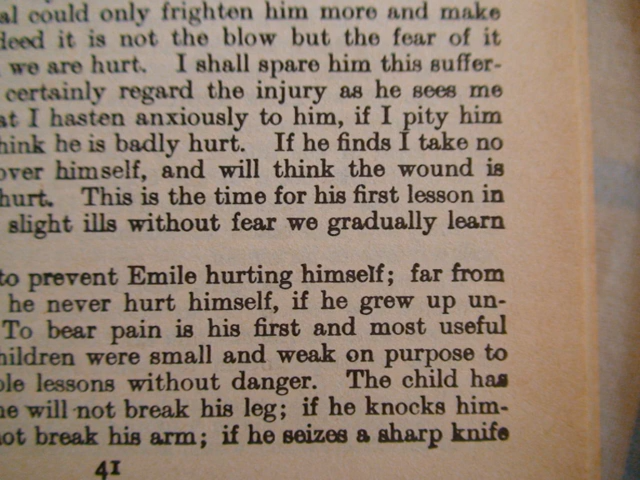 al could only frighten him more and make
deed it is not the blow but the fear of it
we are hurt. I shall spare him this suffer-
certainly regard the injury as he sees me
at I hasten anxiously to him, if I pity him
hink he is badly hurt. If he finds I take no
over himself, and will think the wound is
hurt. This is the time for his first lesson in
slight ills without fear we gradually learn
to prevent Emile hurting himself; far from
he never hurt himself, if he grew up un-
To bear pain is his first and most useful
hildren were small and weak on purpose to
ble lessons without danger. The child has
he will not break his leg; if he knocks him-
not break his arm; if he seizes a sharp knife
41